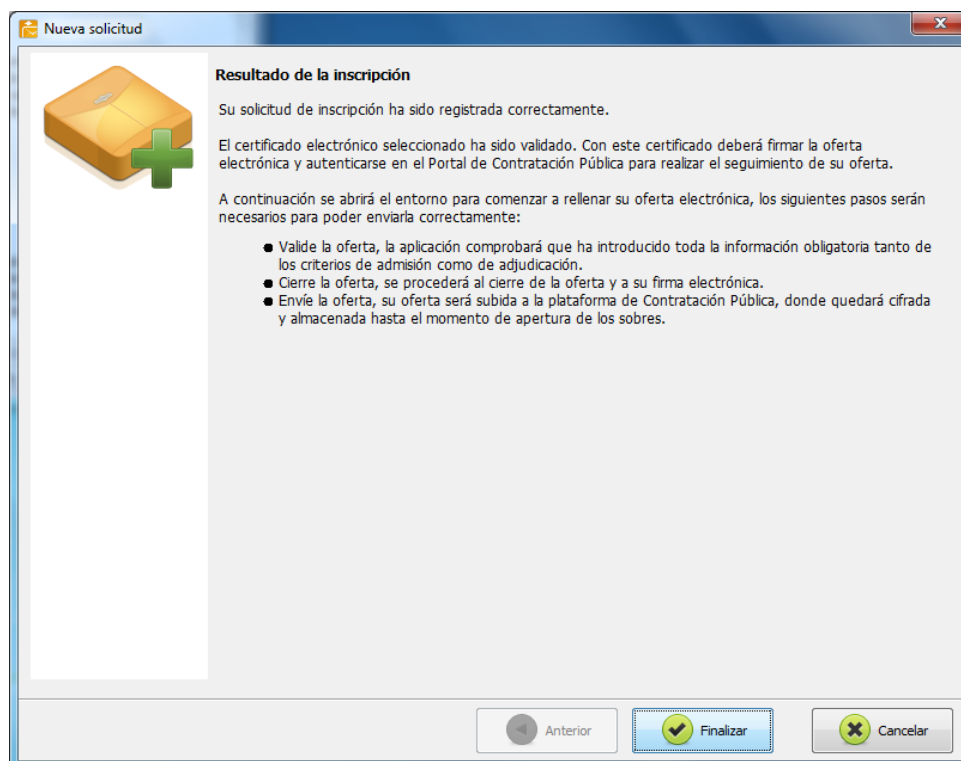 Nueva solicitud
Resultado de la inscripción
Su solicitud de inscripción ha sido registrada correctamente.
El certificado electrónico seleccionado ha sido validado. Con este certificado deberá firmar la oferta
electrónica y autenticarse en el Portal de Contratación Pública para realizar el seguimiento de su oferta.
A continuación se abrirá el entorno para comenzar a rellenar su oferta electrónica, los siguientes pasos serán
necesarios para poder enviarla correctamente:
● Valide la oferta, la aplicación comprobará que ha introducido toda la información obligatoria tanto de
los criterios de admisión como de adjudicación.
● Cierre la oferta, se procederá al cierre de la oferta y a su firma electrónica.
● Envíe la oferta, su oferta será subida a la plataforma de Contratación Pública, donde quedará cifrada
y almacenada hasta el momento de apertura de los sobres.
Anterior
Finalizar
Cancelar